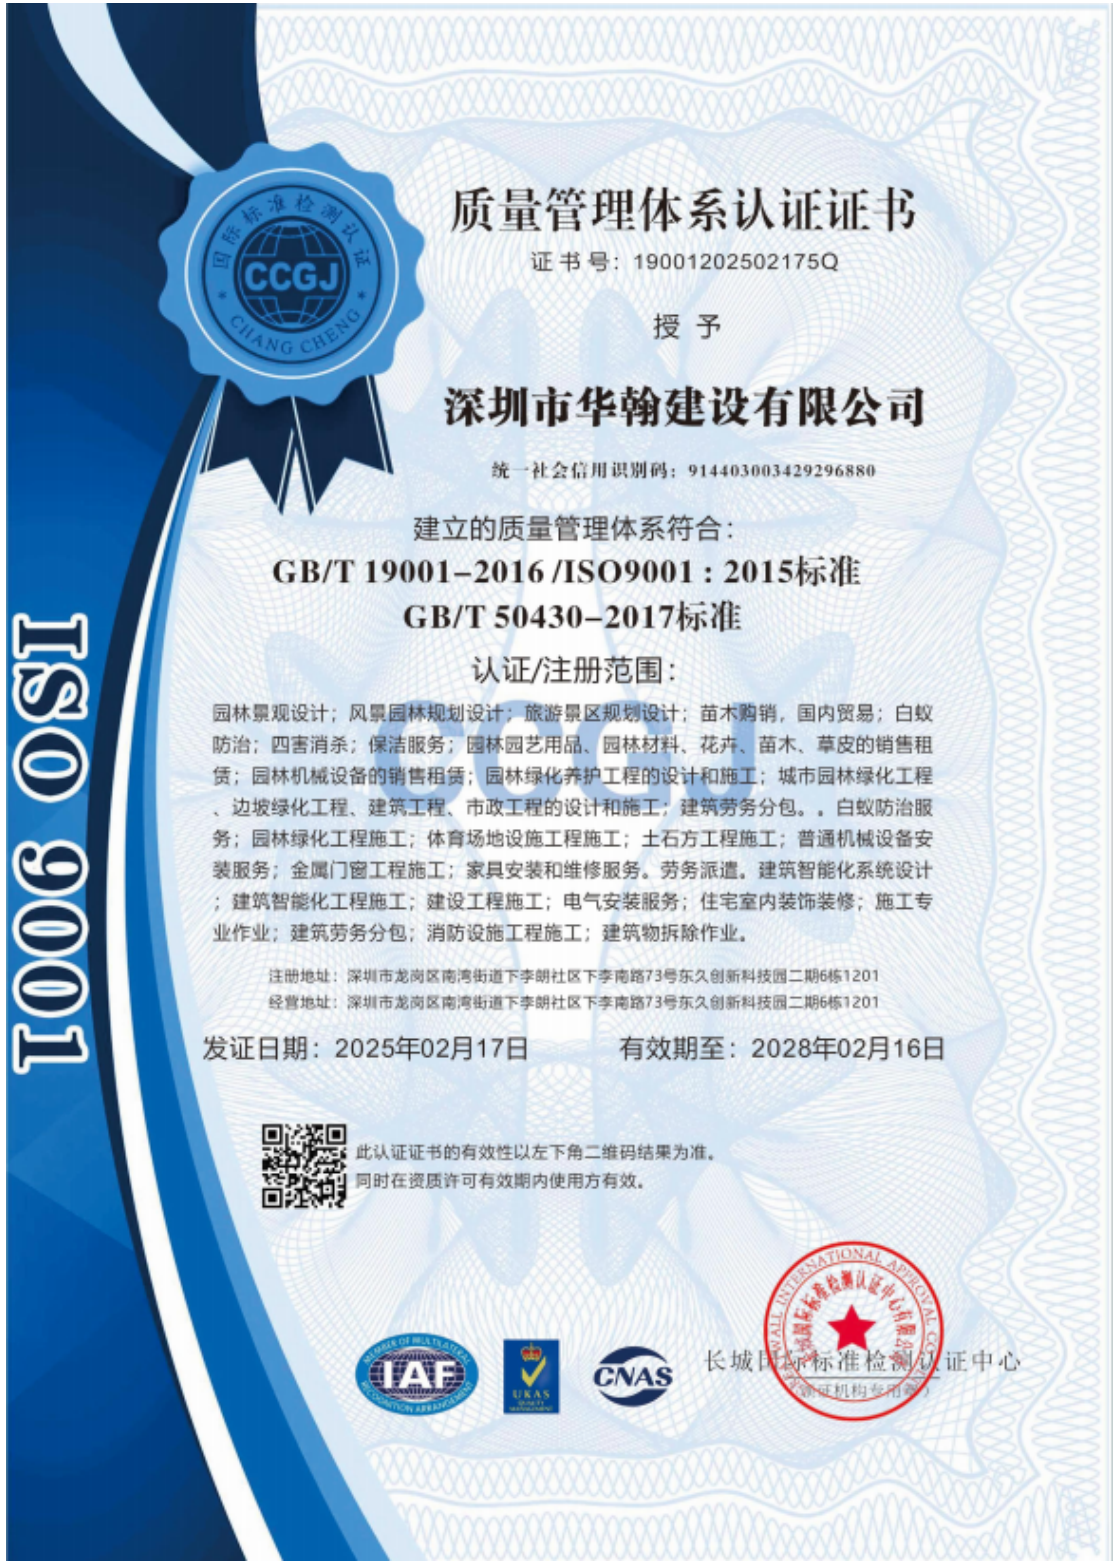 国际标准检测认证
CCGJ
CHANG CHENG
质量管理体系认证证书
证书号：19001202502175Q
授 予
深圳市华翰建设有限公司
统一社会信用识别码：914403003429296880
建立的质量管理体系符合：
GB/T 19001-2016 /ISO9001：2015标准
GB/T 50430-2017标准
认证/注册范围：
CCGJ
园林景观设计；风景园林规划设计；旅游景区规划设计；苗木购销，国内贸易；白蚁
防治；四害消杀；保洁服务；园林园艺用品、园林材料、花卉、苗木、草皮的销售租
赁；园林机械设备的销售租赁；园林绿化养护工程的设计和施工；城市园林绿化工程
、边坡绿化工程、建筑工程、市政工程的设计和施工；建筑劳务分包。。白蚁防治服
务；园林绿化工程施工；体育场地设施工程施工；土石方工程施工；普通机械设备安
装服务；金属门窗工程施工；家具安装和维修服务。劳务派遣。建筑智能化系统设计
；建筑智能化工程施工；建设工程施工；电气安装服务；住宅室内装饰装修；施工专
业作业；建筑劳务分包；消防设施工程施工；建筑物拆除作业。
注册地址：深圳市龙岗区南湾街道下李朗社区下李南路73号东久创新科技园二期6栋1201
经营地址：深圳市龙岗区南湾街道下李朗社区下李南路73号东久创新科技园二期6栋1201
发证日期：2025年02月17日
有效期至：2028年02月16日
ISO 9001
此认证证书的有效性以左下角二维码结果为准。
同时在资质许可有效期内使用方有效。
MEMBER OF MULTILATERAL
IAF
RECOGNITION ARRANGEMENT
UKAS
QUALITY
MANAGEMENT
CNAS
INTERNATIONAL APPROVAL
长城国际标准检测认证中心